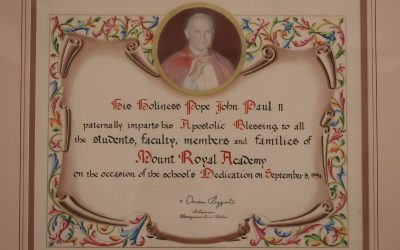 His Holiness Pope John Paul II
paternally imparts his Apostolic Blessing to all
the students, faculty, members and families of
Mount Royal Academy
on the occasion of the school's Dedication on September 8, 1994